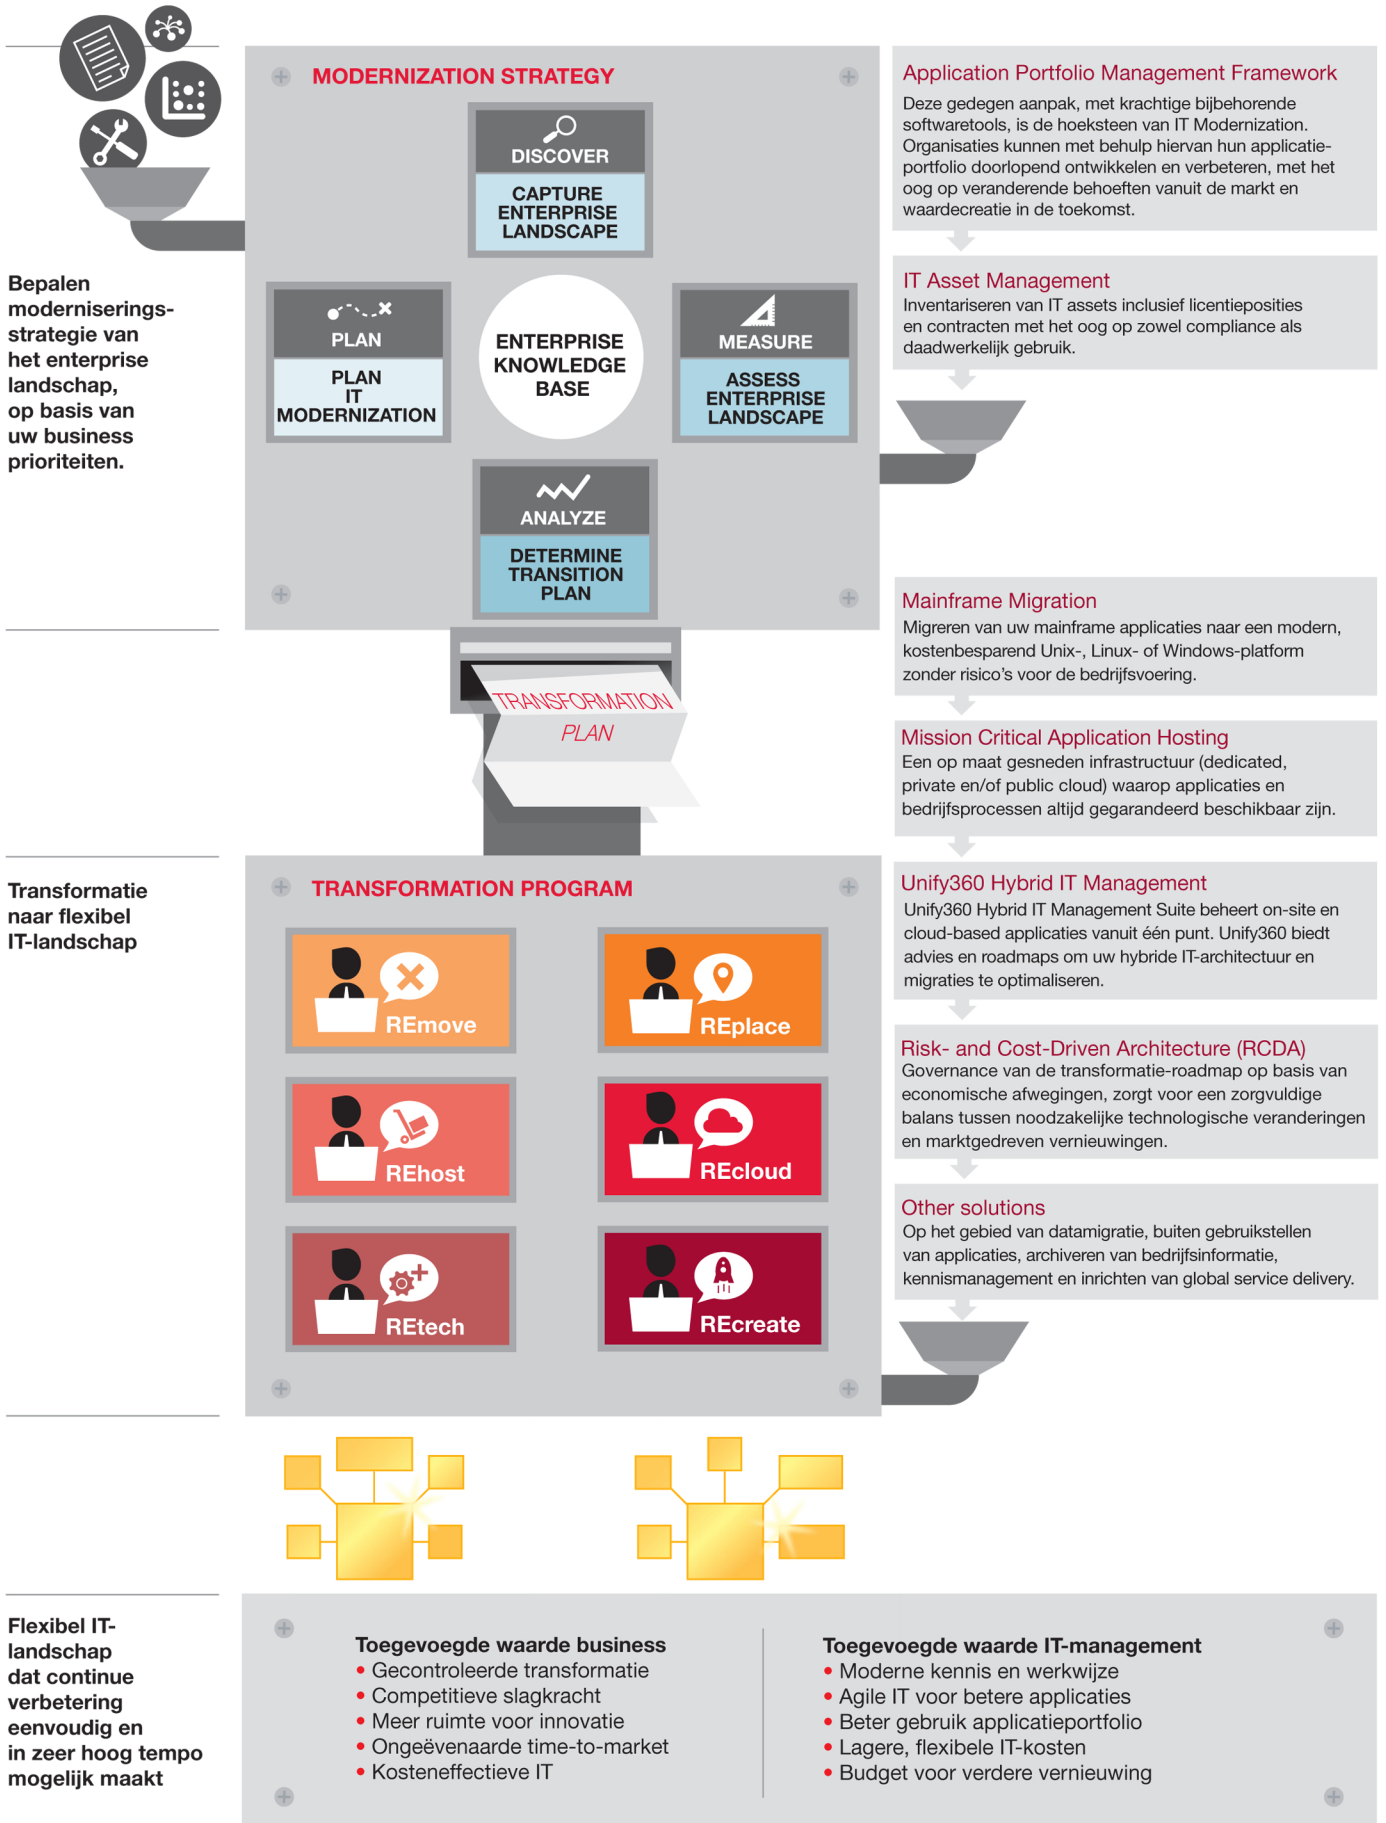 MODERNIZATION STRATEGY
DISCOVER
CAPTURE
ENTERPRISE
LANDSCAPE
PLAN
PLAN
IT
MODERNIZATION
ENTERPRISE
KNOWLEDGE
BASE
MEASURE
ASSESS
ENTERPRISE
LANDSCAPE
ANALYZE
DETERMINE
TRANSITION
PLAN
Bepalen
moderniserings-
strategie van
het enterprise
landschap,
op basis van
uw business
prioriteiten.
Application Portfolio Management Framework
Deze gedegen aanpak, met krachtige bijbehorende
softwaretools, is de hoeksteen van IT Modernization.
Organisaties kunnen met behulp hiervan hun applicatie-
portfolio doorlopend ontwikkelen en verbeteren, met het
oog op veranderende behoeften vanuit de markt en
waardecreatie in de toekomst.
IT Asset Management
Inventariseren van IT assets inclusief licentieposities
en contracten met het oog op zowel compliance als
daadwerkelijk gebruik.
TRANSFORMATION
PLAN
Mainframe Migration
Migreren van uw mainframe applicaties naar een modern,
kostenbesparend Unix-, Linux- of Windows-platform
zonder risico's voor de bedrijfsvoering.
Mission Critical Application Hosting
Een op maat gesneden infrastructuur (dedicated,
private en/of public cloud) waarop applicaties en
bedrijfsprocessen altijd gegarandeerd beschikbaar zijn.
Unify360 Hybrid IT Management
Unify360 Hybrid IT Management Suite beheert on-site en
cloud-based applicaties vanuit één punt. Unify360 biedt
advies en roadmaps om uw hybride IT-architectuur en
migraties te optimaliseren.
Risk- and Cost-Driven Architecture (RCDA)
Governance van de transformatie-roadmap op basis van
economische afwegingen, zorgt voor een zorgvuldige
balans tussen noodzakelijke technologische veranderingen
en marktgedreven vernieuwingen.
Other solutions
Op het gebied van datamigratie, buiten gebruikstellen
van applicaties, archiveren van bedrijfsinformatie,
kennismanagement en inrichten van global service delivery.
Transformatie
naar flexibel
IT-landschap
TRANSFORMATION PROGRAM
REmove
REplace
REhost
REcloud
REtech
REcreate
Flexibel IT-
landschap
dat continue
verbetering
eenvoudig en
in zeer hoog tempo
mogelijk maakt
Toegevoegde waarde business
• Gecontroleerde transformatie
• Competitieve slagkracht
• Meer ruimte voor innovatie
• Ongeëvenaarde time-to-market
• Kosteneffectieve IT
Toegevoegde waarde IT-management
• Moderne kennis en werkwijze
• Agile IT voor betere applicaties
• Beter gebruik applicatieportfolio
• Lagere, flexibele IT-kosten
• Budget voor verdere vernieuwing